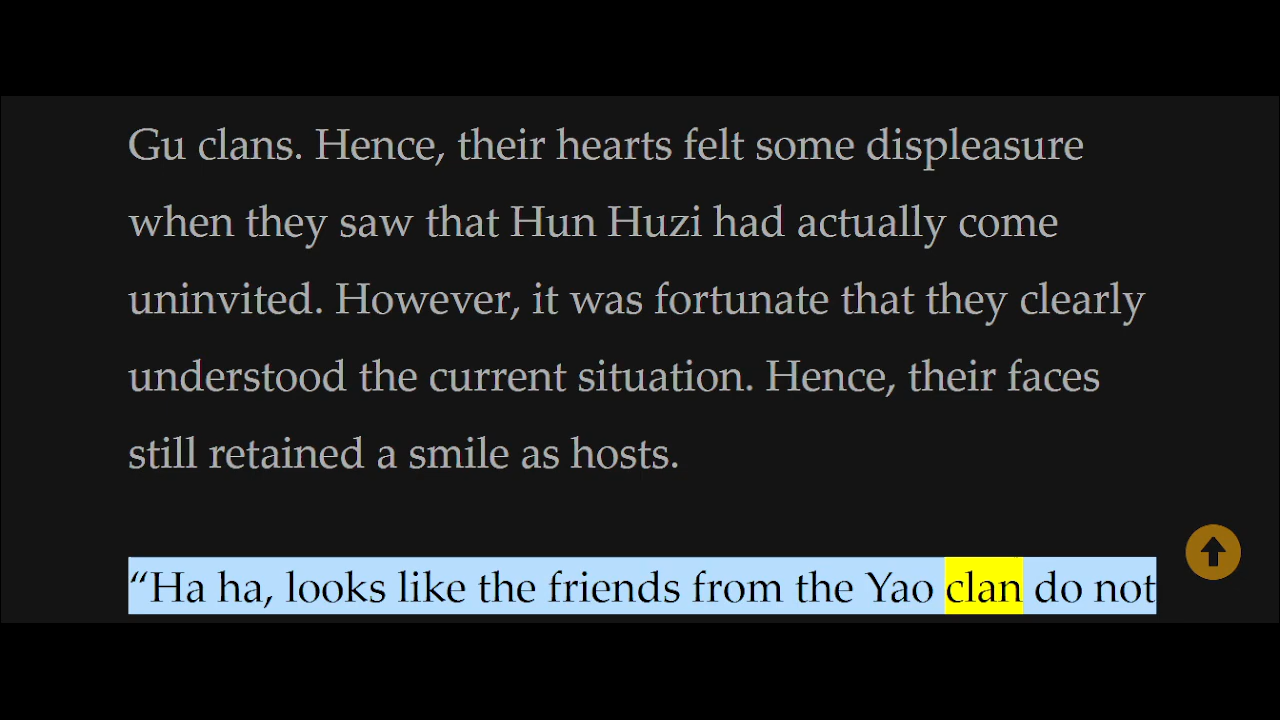 Gu clans. Hence, their hearts felt some displeasure
when they saw that Hun Huzi had actually come
uninvited. However, it was fortunate that they clearly
understood the current situation. Hence, their faces
still retained a smile as hosts.
“Ha ha, looks like the friends from the Yao clan do not